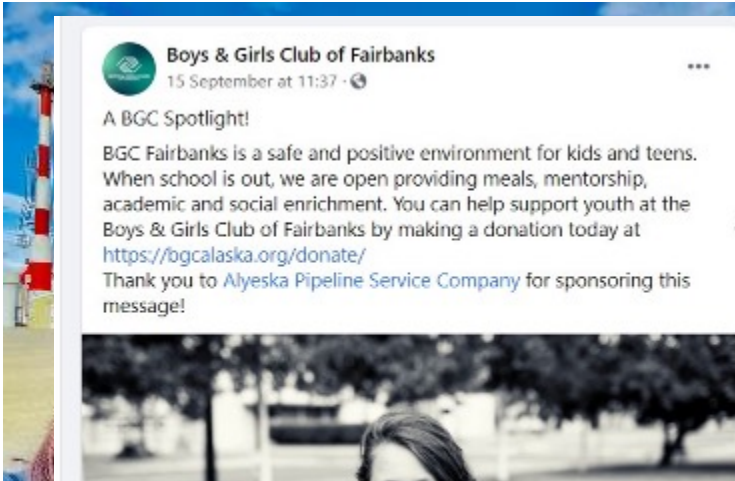 Boys & Girls Club of Fairbanks
15 September at 11:37 ·
A BGC Spotlight!
BGC Fairbanks is a safe and positive environment for kids and teens.
When school is out, we are open providing meals, mentorship,
academic and social enrichment. You can help support youth at the
Boys & Girls Club of Fairbanks by making a donation today at
https://bgcalaska.org/donate/
Thank you to Alyeska Pipeline Service Company for sponsoring this
message!